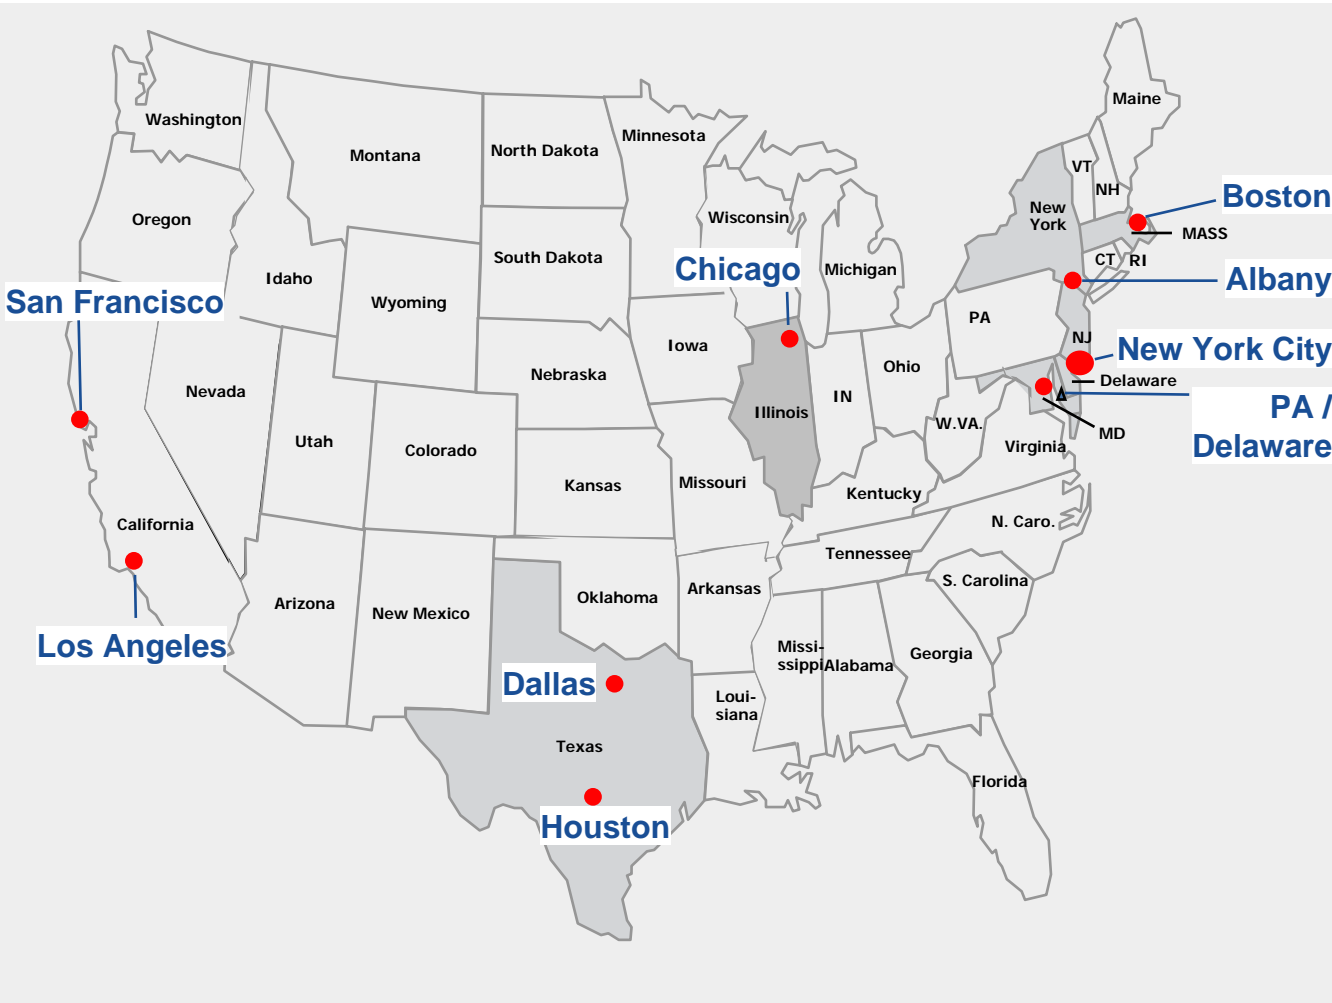 Maine
Washington
Minnesota
North Dakota
Montana
VT
NH
Boston
New
York
Wisconsin
Oregon
MASS
South Dakota
CT
RI
Chicago
Michigan
Idaho
Albany
San Francisco
Wyoming
PA
NJ
New York City
Iowa
Ohio
Nebraska
Delaware
Nevada
IN
PA /
Delaware
Illinois
W.VA.
MD
Utah
Colorado
Virginia
Missouri
Kansas
Kentucky
California
N. Caro.
Tennessee
S. Carolina
Arkansas
Oklahoma
Arizona
New Mexico
Los Angeles
Missi-
ssippi
Alabama
Georgia
Dallas
Loui-
siana
Texas
Florida
Houston